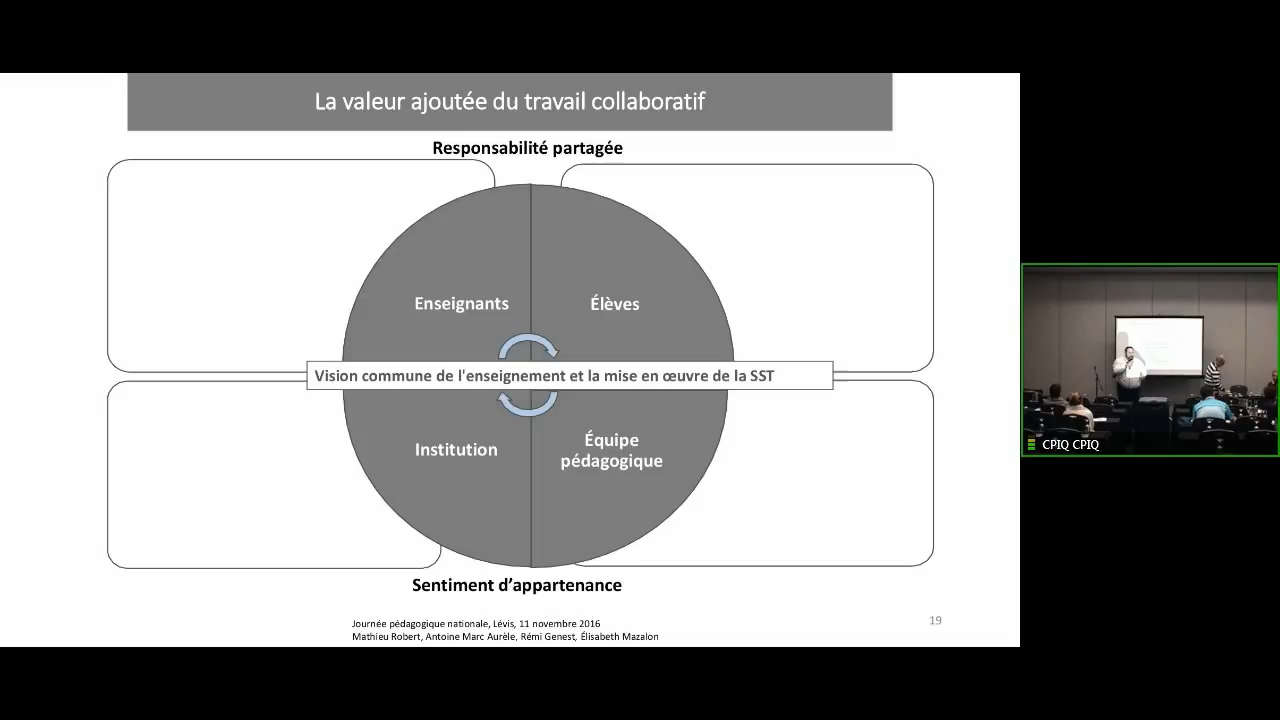 La valeur ajoutée du travail collaboratif
Responsabilité partagée
Enseignants
Élèves
Vision commune de l'enseignement et la mise en œuvre de la SST
Institution
Équipe
pédagogique
Sentiment d'appartenance
Journée pédagogique nationale, Lévis, 11 novembre 2016
Mathieu Robert, Antoine Marc Aurèle, Rémi Genest, Élisabeth Mazalon
19
CPIQ CPIQ